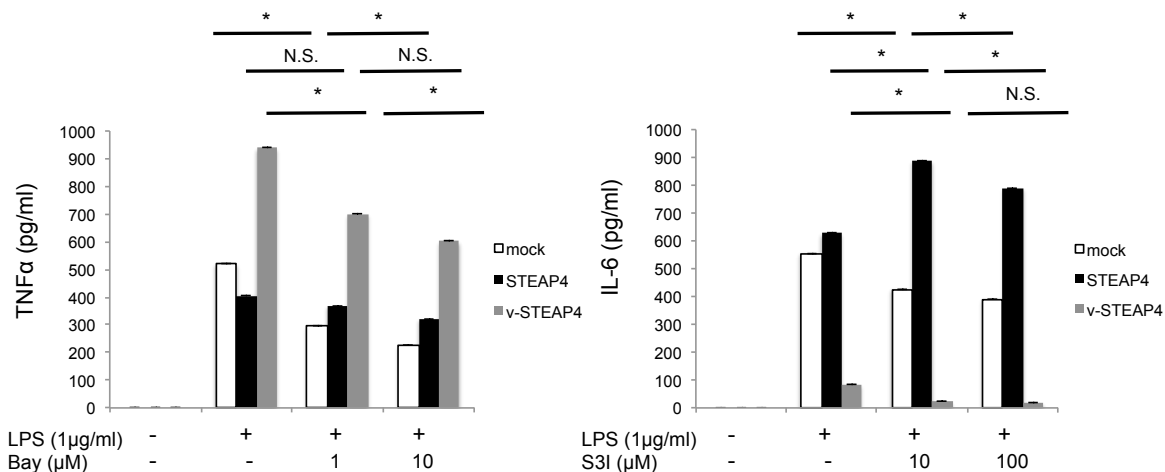 * *
N.S. N.S.
* *
TNFα (pg/ml)
1000
900
800
700
600
500
400
300
200
100
0
mock
STEAP4
v-STEAP4
LPS (1µg/ml) - + + +
Bay (µM) - - 1 10
* *
* *
* N.S.
IL-6 (pg/ml)
1000
900
800
700
600
500
400
300
200
100
0
mock
STEAP4
v-STEAP4
LPS (1µg/ml) - + + +
S3I (µM) - - 10 100